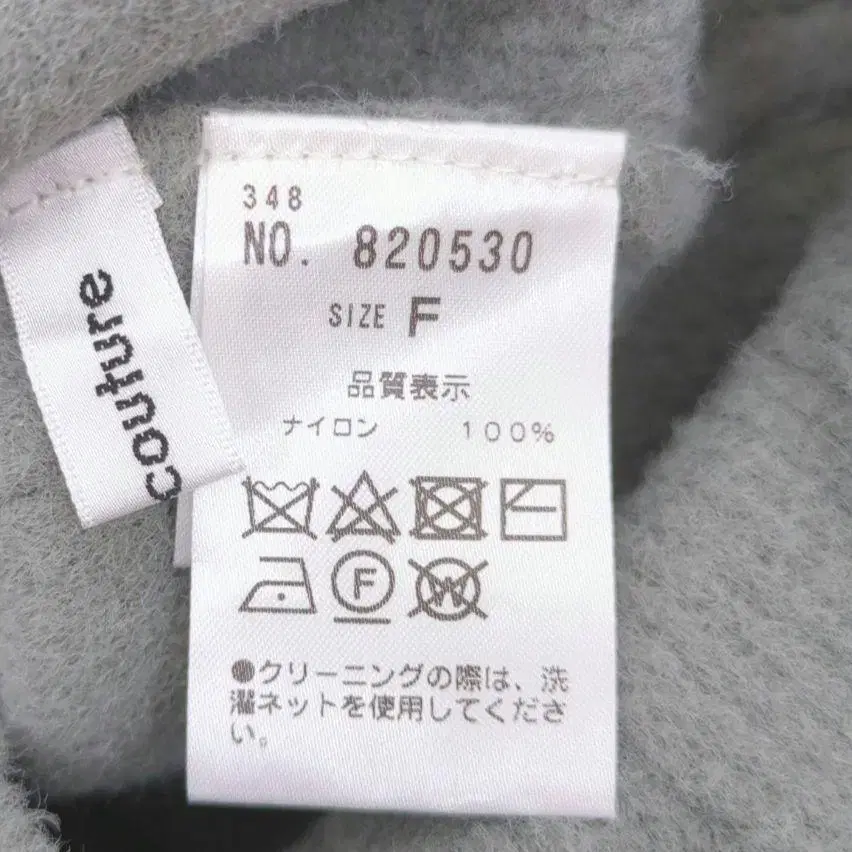 couture
348
NO. 820530
SIZE F
品質表示
ナイロン 100%
F
W
●クリーニングの際は、洗
濯ネットを使用してくださ
い。